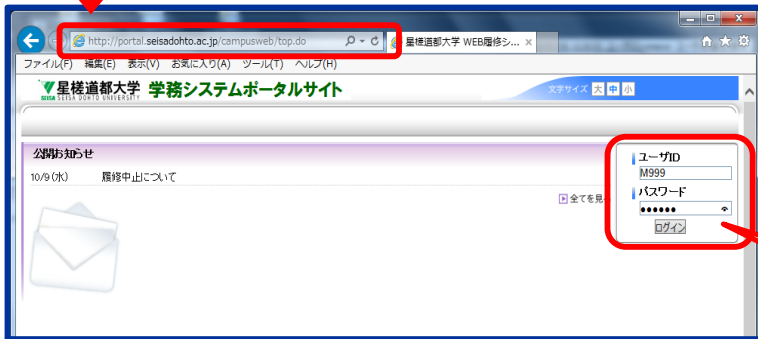 http://portal.seisadohto.ac.jp/campusweb/top.do
星槎道都大学 WEB履修シ... ×
ファイル(F) 編集(E) 表示(V) お気に入り(A) ツール(T) ヘルプ(H)
星槎道都大学 学務システムポータルサイト
SEISA DOHTO UNIVERSITY
文字サイズ 大 中 小
公開お知らせ
10/9(水) 履修中止について
全てを見
ユーザID
M999
パスワード
●●●●●●
ログイン